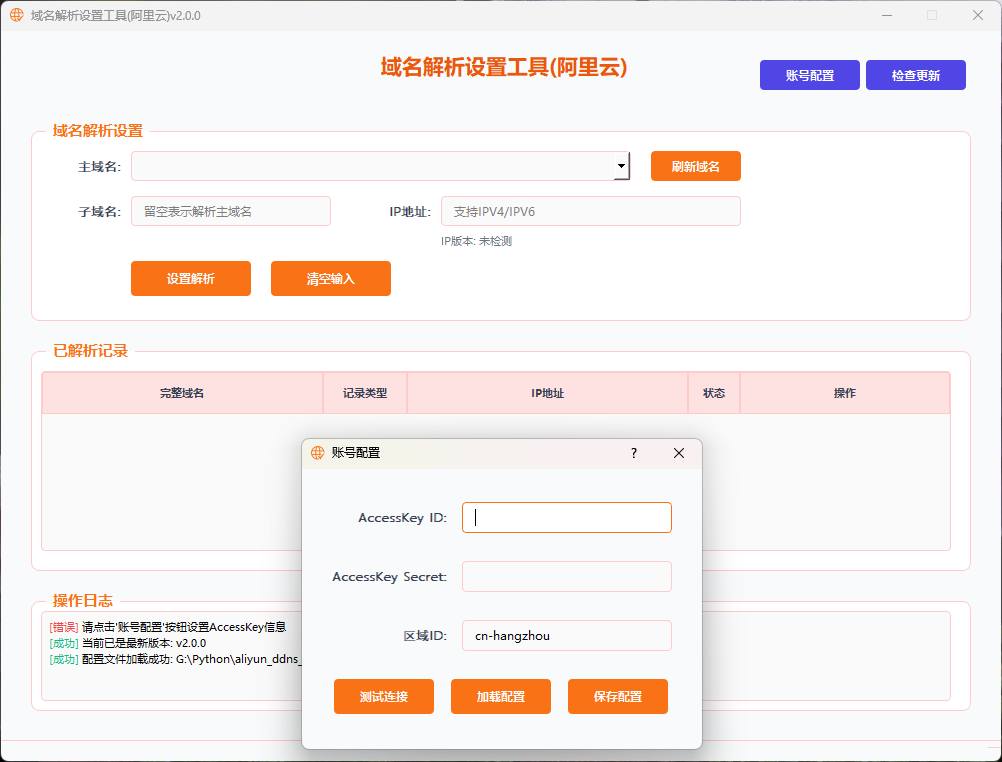 域名解析设置工具(阿里云)v2.0.0
域名解析设置工具(阿里云)
账号配置
检查更新
域名解析设置
主域名:
刷新域名
子域名:
留空表示解析主域名
IP地址:
支持IPV4/IPV6
IP版本: 未检测
设置解析
清空输入
已解析记录
完整域名
记录类型
IP地址
状态
操作
账号配置
?
AccessKey ID:
AccessKey Secret:
区域ID:
cn-hangzhou
测试连接
加载配置
保存配置
操作日志
[错误] 请点击'账号配置'按钮设置AccessKey信息
[成功] 当前已是最新版本: v2.0.0
[成功] 配置文件加载成功: G:\Python\aliyun_ddns_